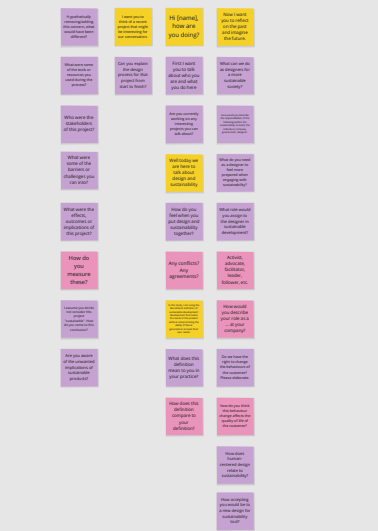 Hypothetically
removing/adding
this concern, what
would have been
different?
I want you to
think of a recent
project that might
be interesting for
our conversation.
Hi [name],
how are
you doing?
Now I want
you to reflect
on the past
and imagine
the future.
What were some
of the tools or
resources you
used during the
process?
Can you explain
the design
process for this
project from
start to finish?
First I want
you to talk
about who you
are and what
you do here
What can we do
as designers for
a more
sustainable
society?
Who were the
stakeholders
of this project?
Are you currently
working on any
interesting
projects you can
talk about?
What were
some of the
barriers or
challenges you
ran into?
Well today we
are here to
talk about
design and
sustainability
What do you need
as a designer to
feel more
prepared when
engaging with
sustainability?
What were the
effects,
outcomes or
implications of
this project?
How do you
feel when you
put design and
sustainability
together?
What role would
you assign to
the designer in
sustainable
development?
How do
you
measure
these?
Any conflicts?
Any
agreements?
Activist,
advocate,
facilitator,
leader,
follower, etc.
How would
you describe
your role as a
... at your
company?
Are you aware
of the unwanted
implications of
sustainable
products?
What does this
definition
mean to you in
your practice?
Do we have the
right to change
the behaviours of
the customer?
Please elaborate
How does this
definition
compare to
your
definition?
How do you think
this behaviour
change affects the
quality of life of
the customer?
How does
human
centered design
relate to
sustainability?
How accepting
you would be to
a new design for
sustainability
tool?